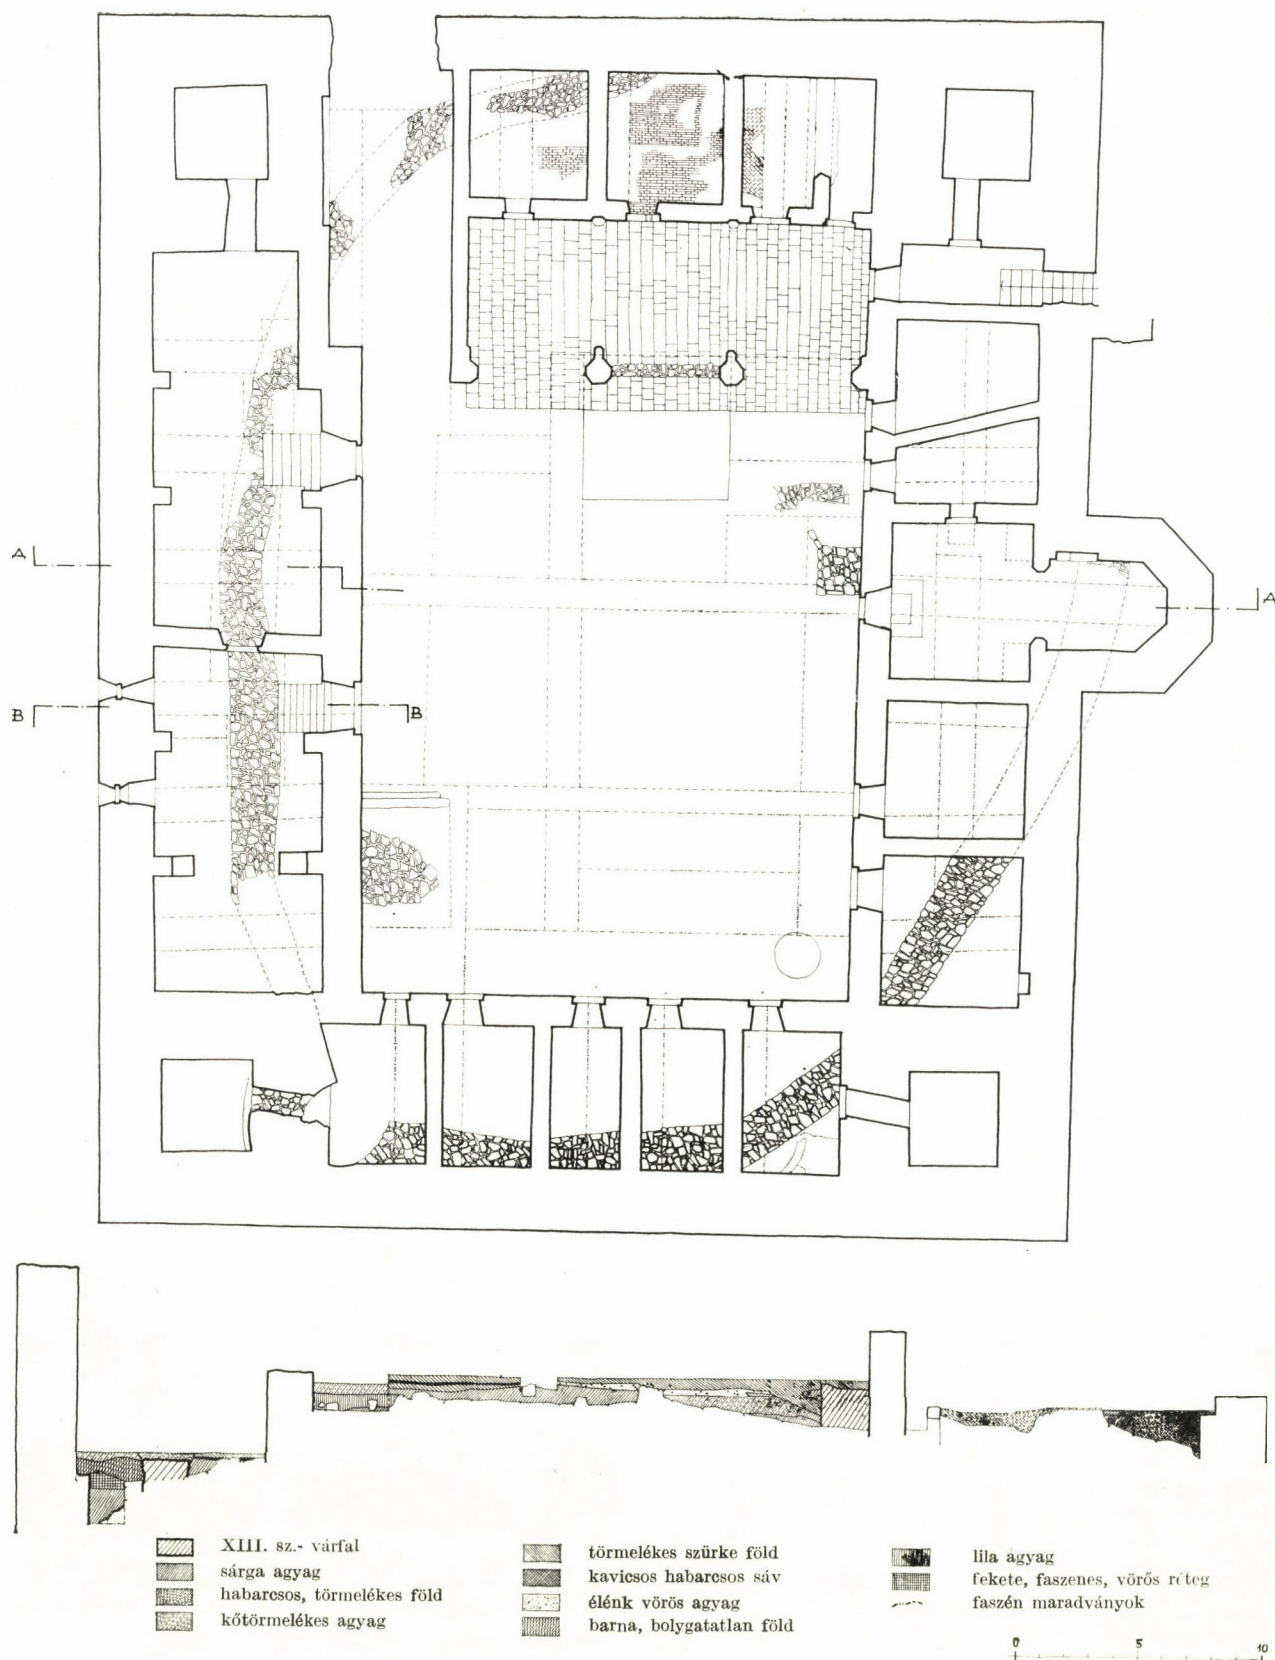 A
A
B
B
XIII. sz.- várfal
sárga agyag
habarcsos, törmelékes föld
kőtörmelékes agyag
törmelékes szürke föld
kavicsos habarcsos sáv
élénk vörös agyag
barna, bolygatatlan föld
lila agyag
fekete, faszenes, vörös réteg
faszén maradványok
0 5 10